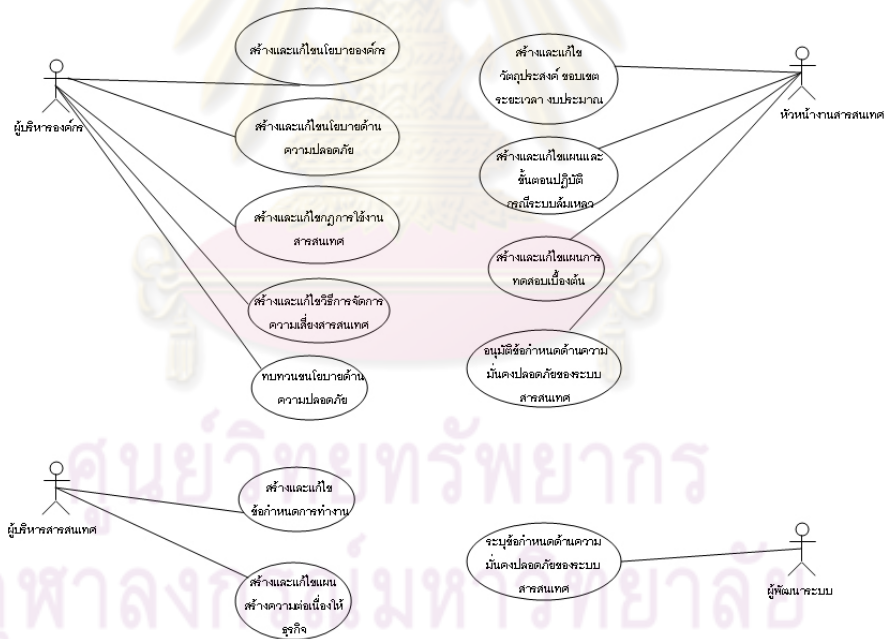 สร้างและแก้ไขนโยบายองค์กร
ผู้บริหารองค์กร
สร้างและแก้ไขนโยบายด้าน
ความปลอดภัย
สร้างและแก้ไขกฎการใช้งาน
สารสนเทศ
สร้างและแก้ไขวิธีการจัดการ
ความเสี่ยงสารสนเทศ
ทบทวนขนโยบายด้าน
ความปลอดภัย
สร้างและแก้ไข
วัตถุประสงค์ ขอบเขต
ระยะเวลา งบประมาณ
หัวหน้างานสารสนเทศ
สร้างและแก้ไขแผนและ
ขั้นตอนปฏิบัติ
กรณีระบบล้มเหลว
สร้างและแก้ไขแผนการ
ทดสอบเบื้องต้น
อนุมัติข้อกำหนดด้านความ
มั่นคงปลอดภัยของระบบ
สารสนเทศ
ศูนย์วิทยทรัพยากร
ผู้บริหารสารสนเทศ
สร้างและแก้ไข
ข้อกำหนดการทำงาน
สร้างและแก้ไขแผน
สร้างความต่อเนื่องให้
ธุรกิจ
ระบุข้อกำหนดด้านความ
มั่นคงปลอดภัยของระบบ
สารสนเทศ
ผู้พัฒนาระบบ
จุฬาลงกรณ์มหาวิทยาลัย